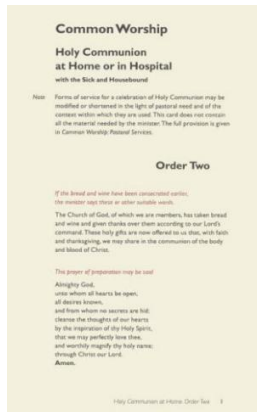 Common Worship
Holy Communion
at Home or in Hospital
with the Sick and Housebound
Note Forms of service for a celebration of Holy Communion may be
modified or shortened in the light of pastoral need and of the
context within which they are used. This card does not contain
all the material needed by the minister. The full provision is given
in Common Worship: Pastoral Services.
Order Two
If the bread and wine have been consecrated earlier,
the minister says these or other suitable words.
The Church of God, of which we are members, has taken bread
and wine and given thanks over them according to our Lord's
command. These holy gifts are now offered to us that, with faith
and thanksgiving, we may share in the communion of the body
and blood of Christ.
This prayer of preparation may be said
Almighty God,
unto whom all hearts be open,
all desires known,
and from whom no secrets are hid:
cleanse the thoughts of our hearts
by the inspiration of thy Holy Spirit,
that we may perfectly love thee,
and worthily magnify thy holy name;
through Christ our Lord.
Amen.
Holy Communion at Home: Order Two